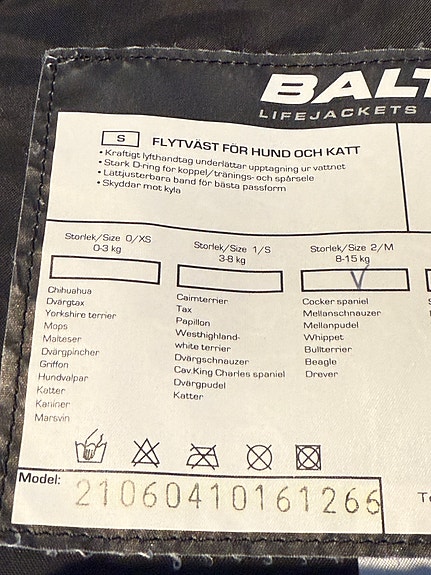 BALT
LIFEJACKETS
S FLYTVÄST FÖR HUND OCH KATT
• Kraftigt lyfthandtag underlättar upptagning ur vattnet
• Stark D-ring för koppel/tränings- och spårsele
• Lättjusterbara band för bästa passform
• Skyddar mot kyla
Storlek/Size 0/XS
0-3 kg
Chihuahua
Dvärgtax
Yorkshire terrier
Mops
Malteser
Dvärgpincher
Griffon
Hundvalpar
Katter
Kaniner
Marsvin
Storlek/Size 1/S
3-8 kg
Cairnterrier
Tax
Papillon
Westhighland-
white terrier
Dvärgschnauzer
Cav.King Charles spaniel
Dvärgpudel
Katter
Storlek/Size 2/M
8-15 kg
Cocker spaniel
Mellanschnauzer
Mellanpudel
Whippet
Bullterrier
Beagle
Drever
Model: 21060410161266